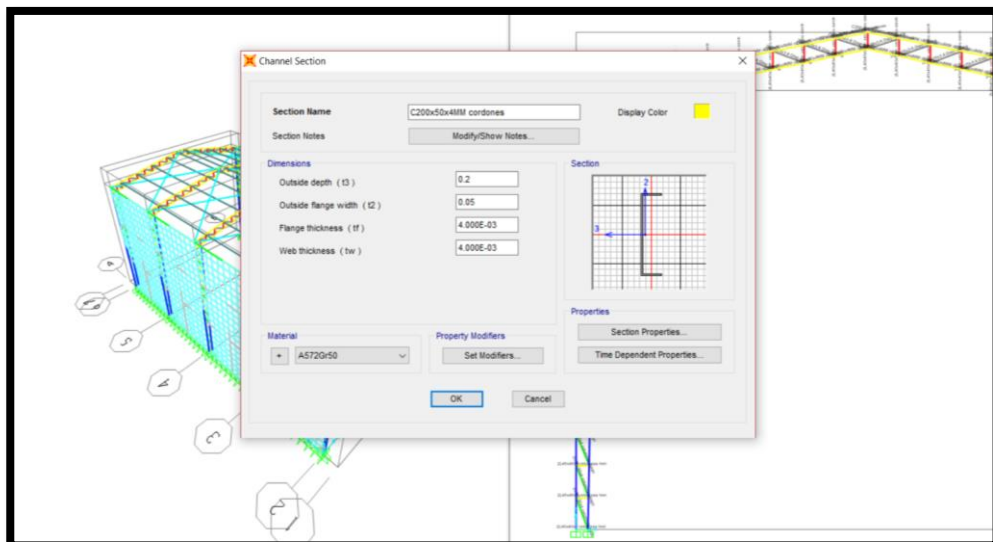 Channel Section
Section Name
C200x50x4MM cordones
Display Color
Section Notes
Modify/Show Notes...
Dimensions
Outside depth ( t3 )
0.2
Outside flange width ( t2 )
0.05
Flange thickness ( tf )
4.000E-03
Web thickness ( tw )
4.000E-03
Section
2
3
Properties
Section Properties...
Time Dependent Properties...
Material
+
A572Gr50
Property Modifiers
Set Modifiers...
OK
Cancel